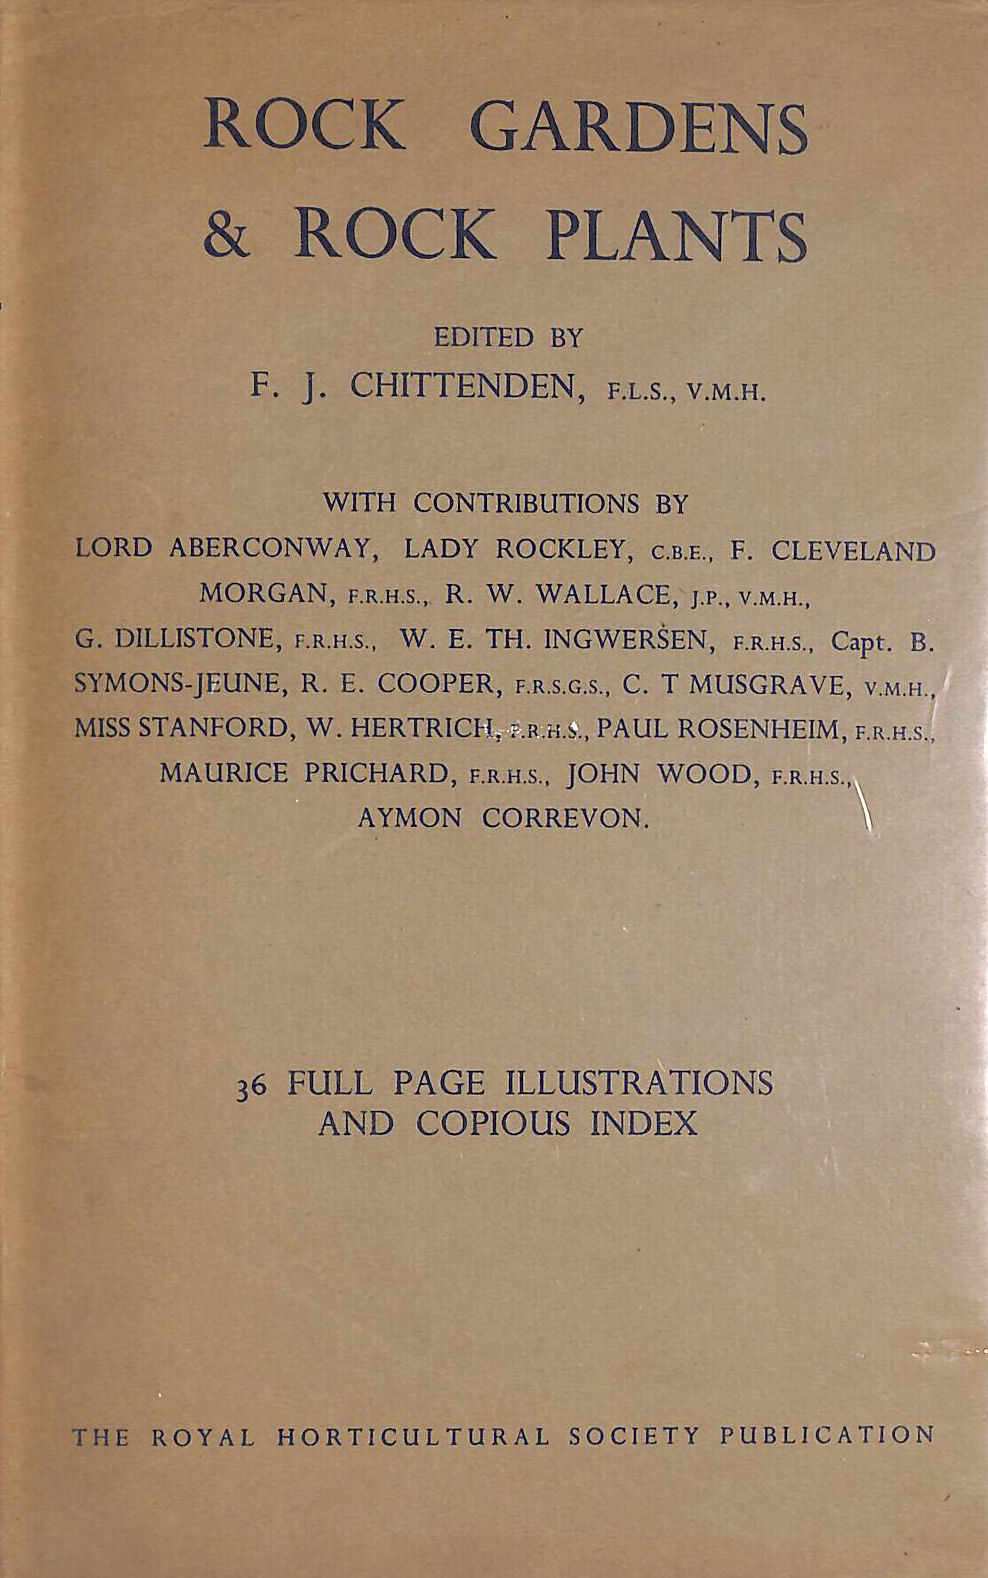 ROCK GARDENS
& ROCK PLANTS
EDITED BY
F. J. CHITTENDEN, F.L.S., V.M.H.
WITH CONTRIBUTIONS BY
LORD ABERCONWAY, LADY ROCKLEY, C.B.E., F. CLEVELAND
MORGAN, F.R.H.S., R. W. WALLACE, J.P., V.M.H.,
G. DILLISTONE, F.R.H.S., W. E. TH. INGWERSEN, F.R.H.S., Capt. B.
SYMONS-JEUNE, R. E. COOPER, F.R.S.G.S., C. T MUSGRAVE, V.M.H.,
MISS STANFORD, W. HERTRICH, F.R.H.S., PAUL ROSENHEIM, F.R.H.S.,
MAURICE PRICHARD, F.R.H.S., JOHN WOOD, F.R.H.S.,
AYMON CORREVON.
36 FULL PAGE ILLUSTRATIONS
AND COPIOUS INDEX
THE ROYAL HORTICULTURAL SOCIETY PUBLICATION